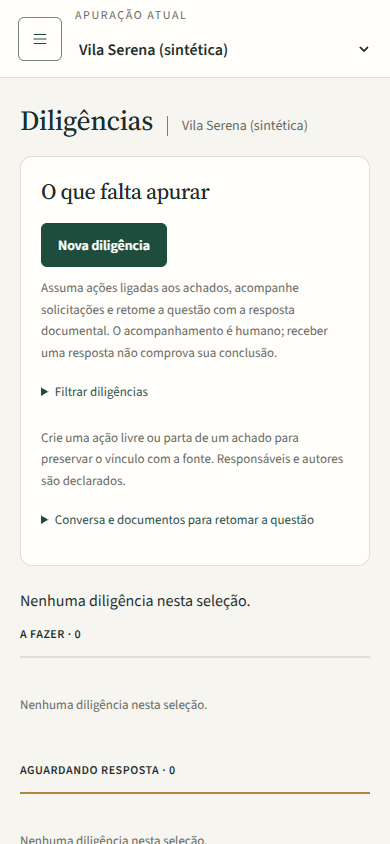 APURAÇÃO ATUAL
Vila Serena (sintética)
Diligências
Vila Serena (sintética)
O que falta apurar
Nova diligência
Assuma ações ligadas aos achados, acompanhe
solicitações e retome a questão com a resposta
documental. O acompanhamento é humano; receber
uma resposta não comprova sua conclusão.
Filtrar diligências
Crie uma ação livre ou parta de um achado para
preservar o vínculo com a fonte. Responsáveis e autores
são declarados.
Conversa e documentos para retomar a questão
Nenhuma diligência nesta seleção.
A FAZER · 0
Nenhuma diligência nesta seleção.
AGUARDANDO RESPOSTA · 0
Nenhuma diligência nesta seleção.